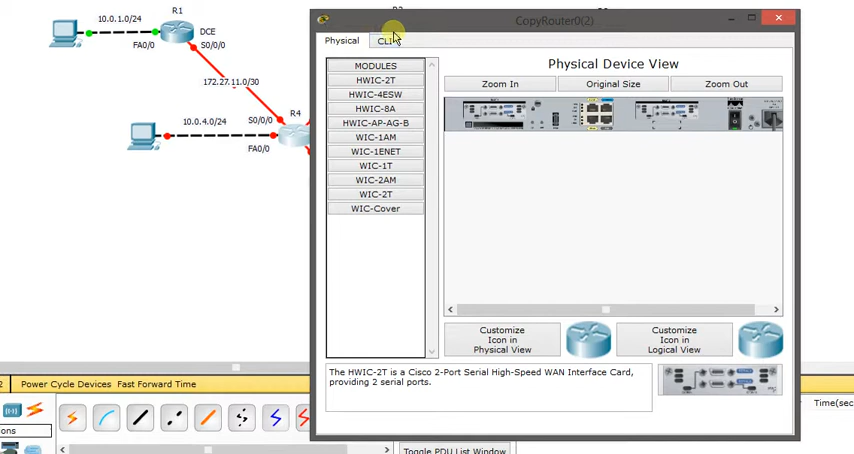 10.0.1.0/24
R1
DCE
FA0/0
S0/0/0
172.27.11.0/30
R4
S0/0/0
10.0.4.0/24
FA0/0
CopyRouter0(2)
Physical
CLI
MODULES
HWIC-2T
HWIC-4ESW
HWIC-8A
HWIC-AP-AG-B
WIC-1AM
WIC-1ENET
WIC-1T
WIC-2AM
WIC-2T
WIC-Cover
Physical Device View
Zoom In
Original Size
Zoom Out
Customize
Icon in
Physical View
Customize
Icon in
Logical View
The HWIC-2T is a Cisco 2-Port Serial High-Speed WAN Interface Card,
providing 2 serial ports.
2
Power Cycle Devices Fast Forward Time
ons
Time(sec
Toggle PDU List Window